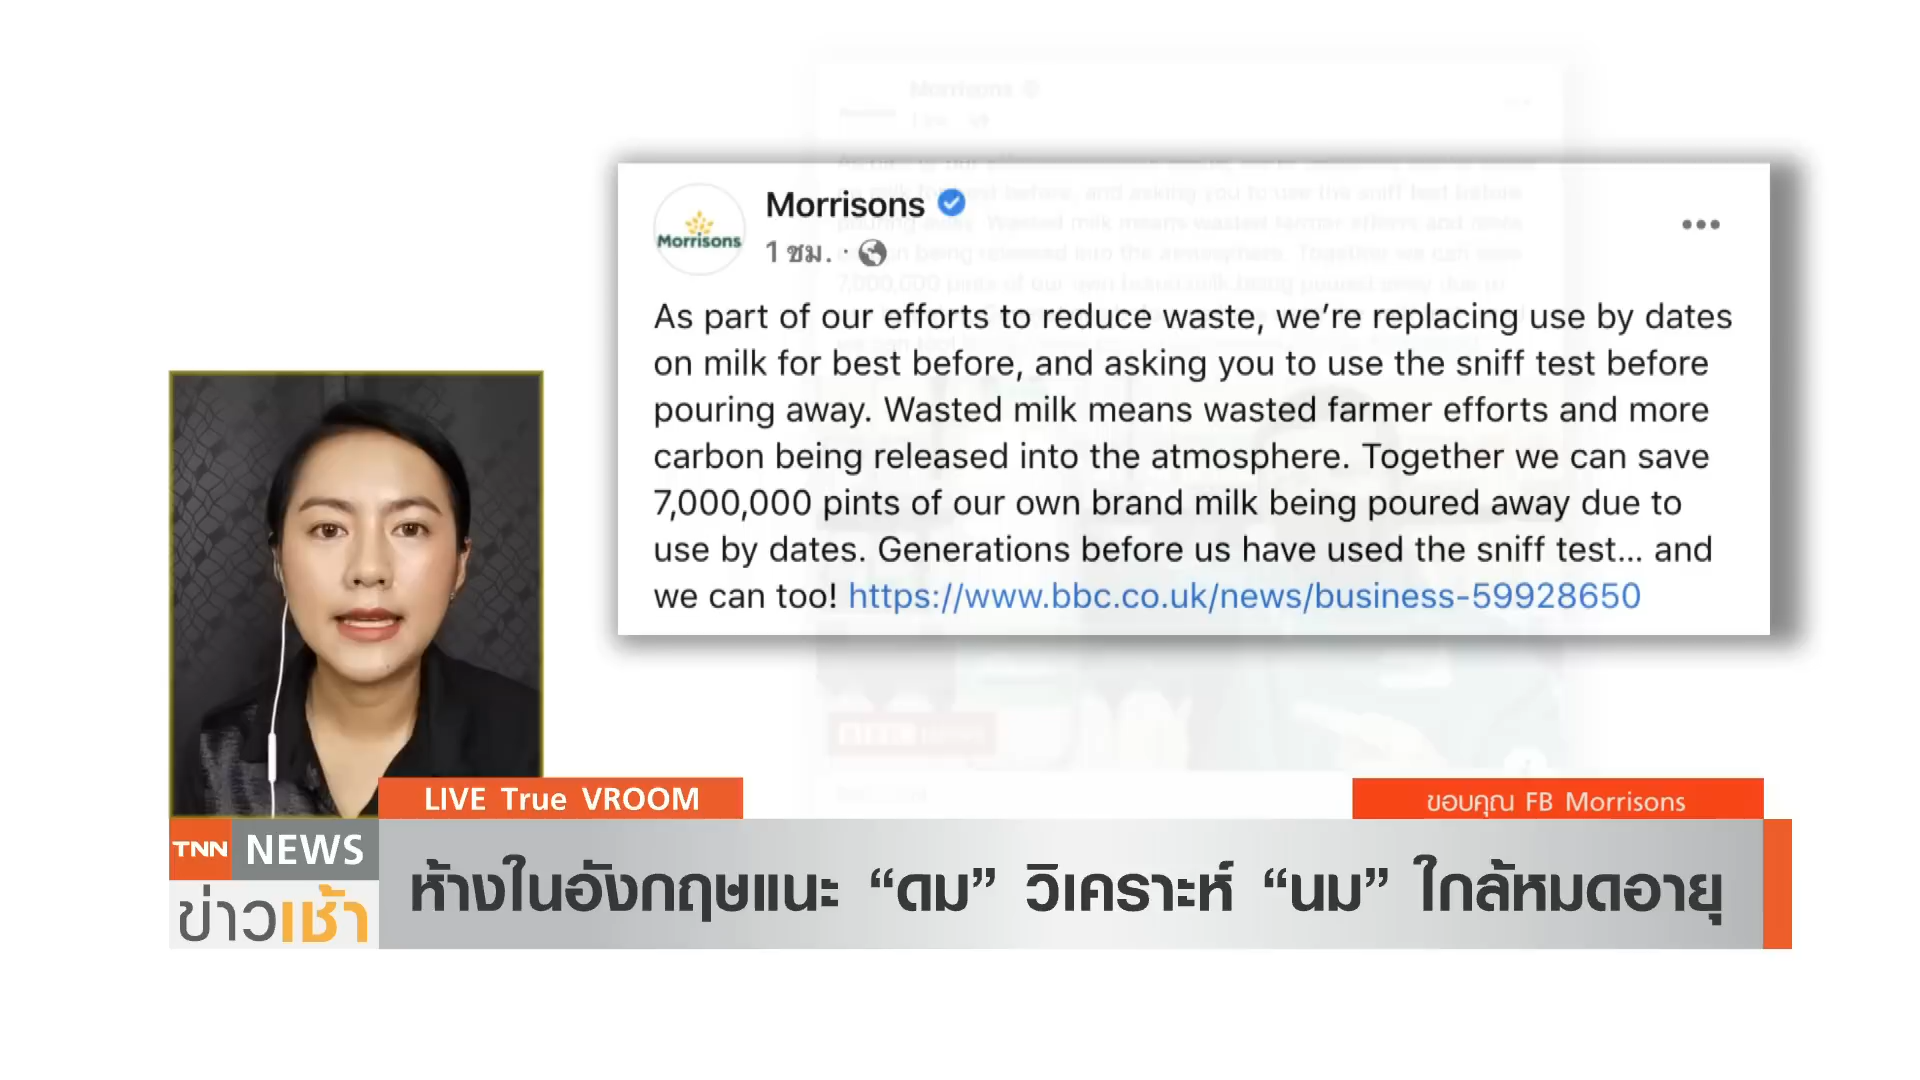 Morrisons
Morrisons
1 ชม. ·
As part of our efforts to reduce waste, we're replacing use by dates
on milk for best before, and asking you to use the sniff test before
pouring away. Wasted milk means wasted farmer efforts and more
carbon being released into the atmosphere. Together we can save
7,000,000 pints of our own brand milk being poured away due to
use by dates. Generations before us have used the sniff test... and
we can too! https://www.bbc.co.uk/news/business-59928650
LIVE True VROOM
ขอบคุณ FB Morrisons
TNN NEWS
ข่าวเช้า
ห้างในอังกฤษแนะ “ดม” วิเคราะห์ “นม” ใกล้หมดอายุ